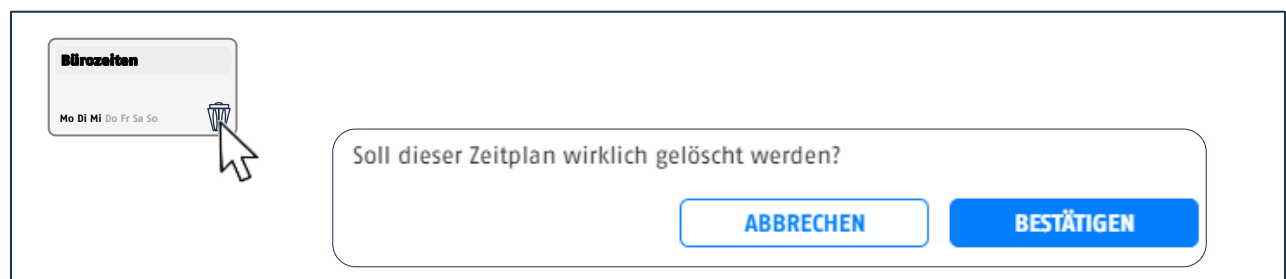 Bürozeiten
Mo Di Mi Do Fr Sa So
Soll dieser Zeitplan wirklich gelöscht werden?
ABBRECHEN BESTÄTIGEN